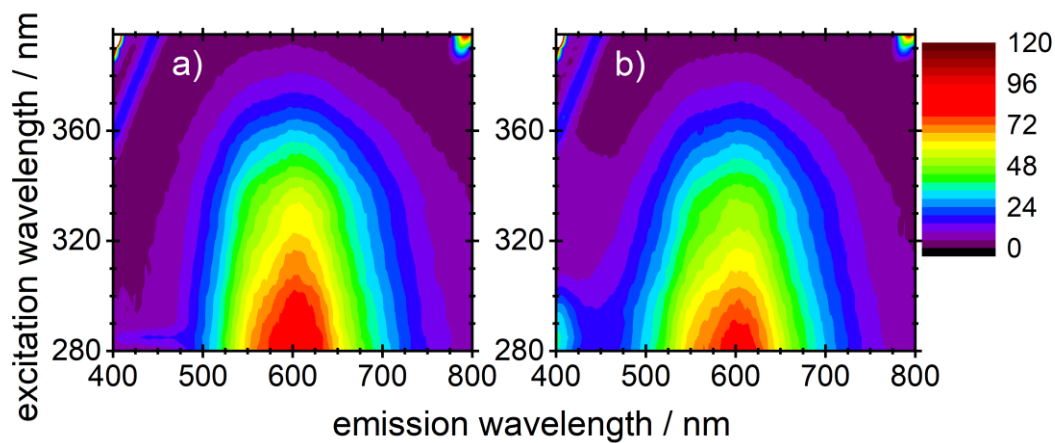 excitation wavelength / nm
a)
b)
360
320
280
400 500 600 700 800
400 500 600 700 800
120
96
72
48
24
0
emission wavelength / nm